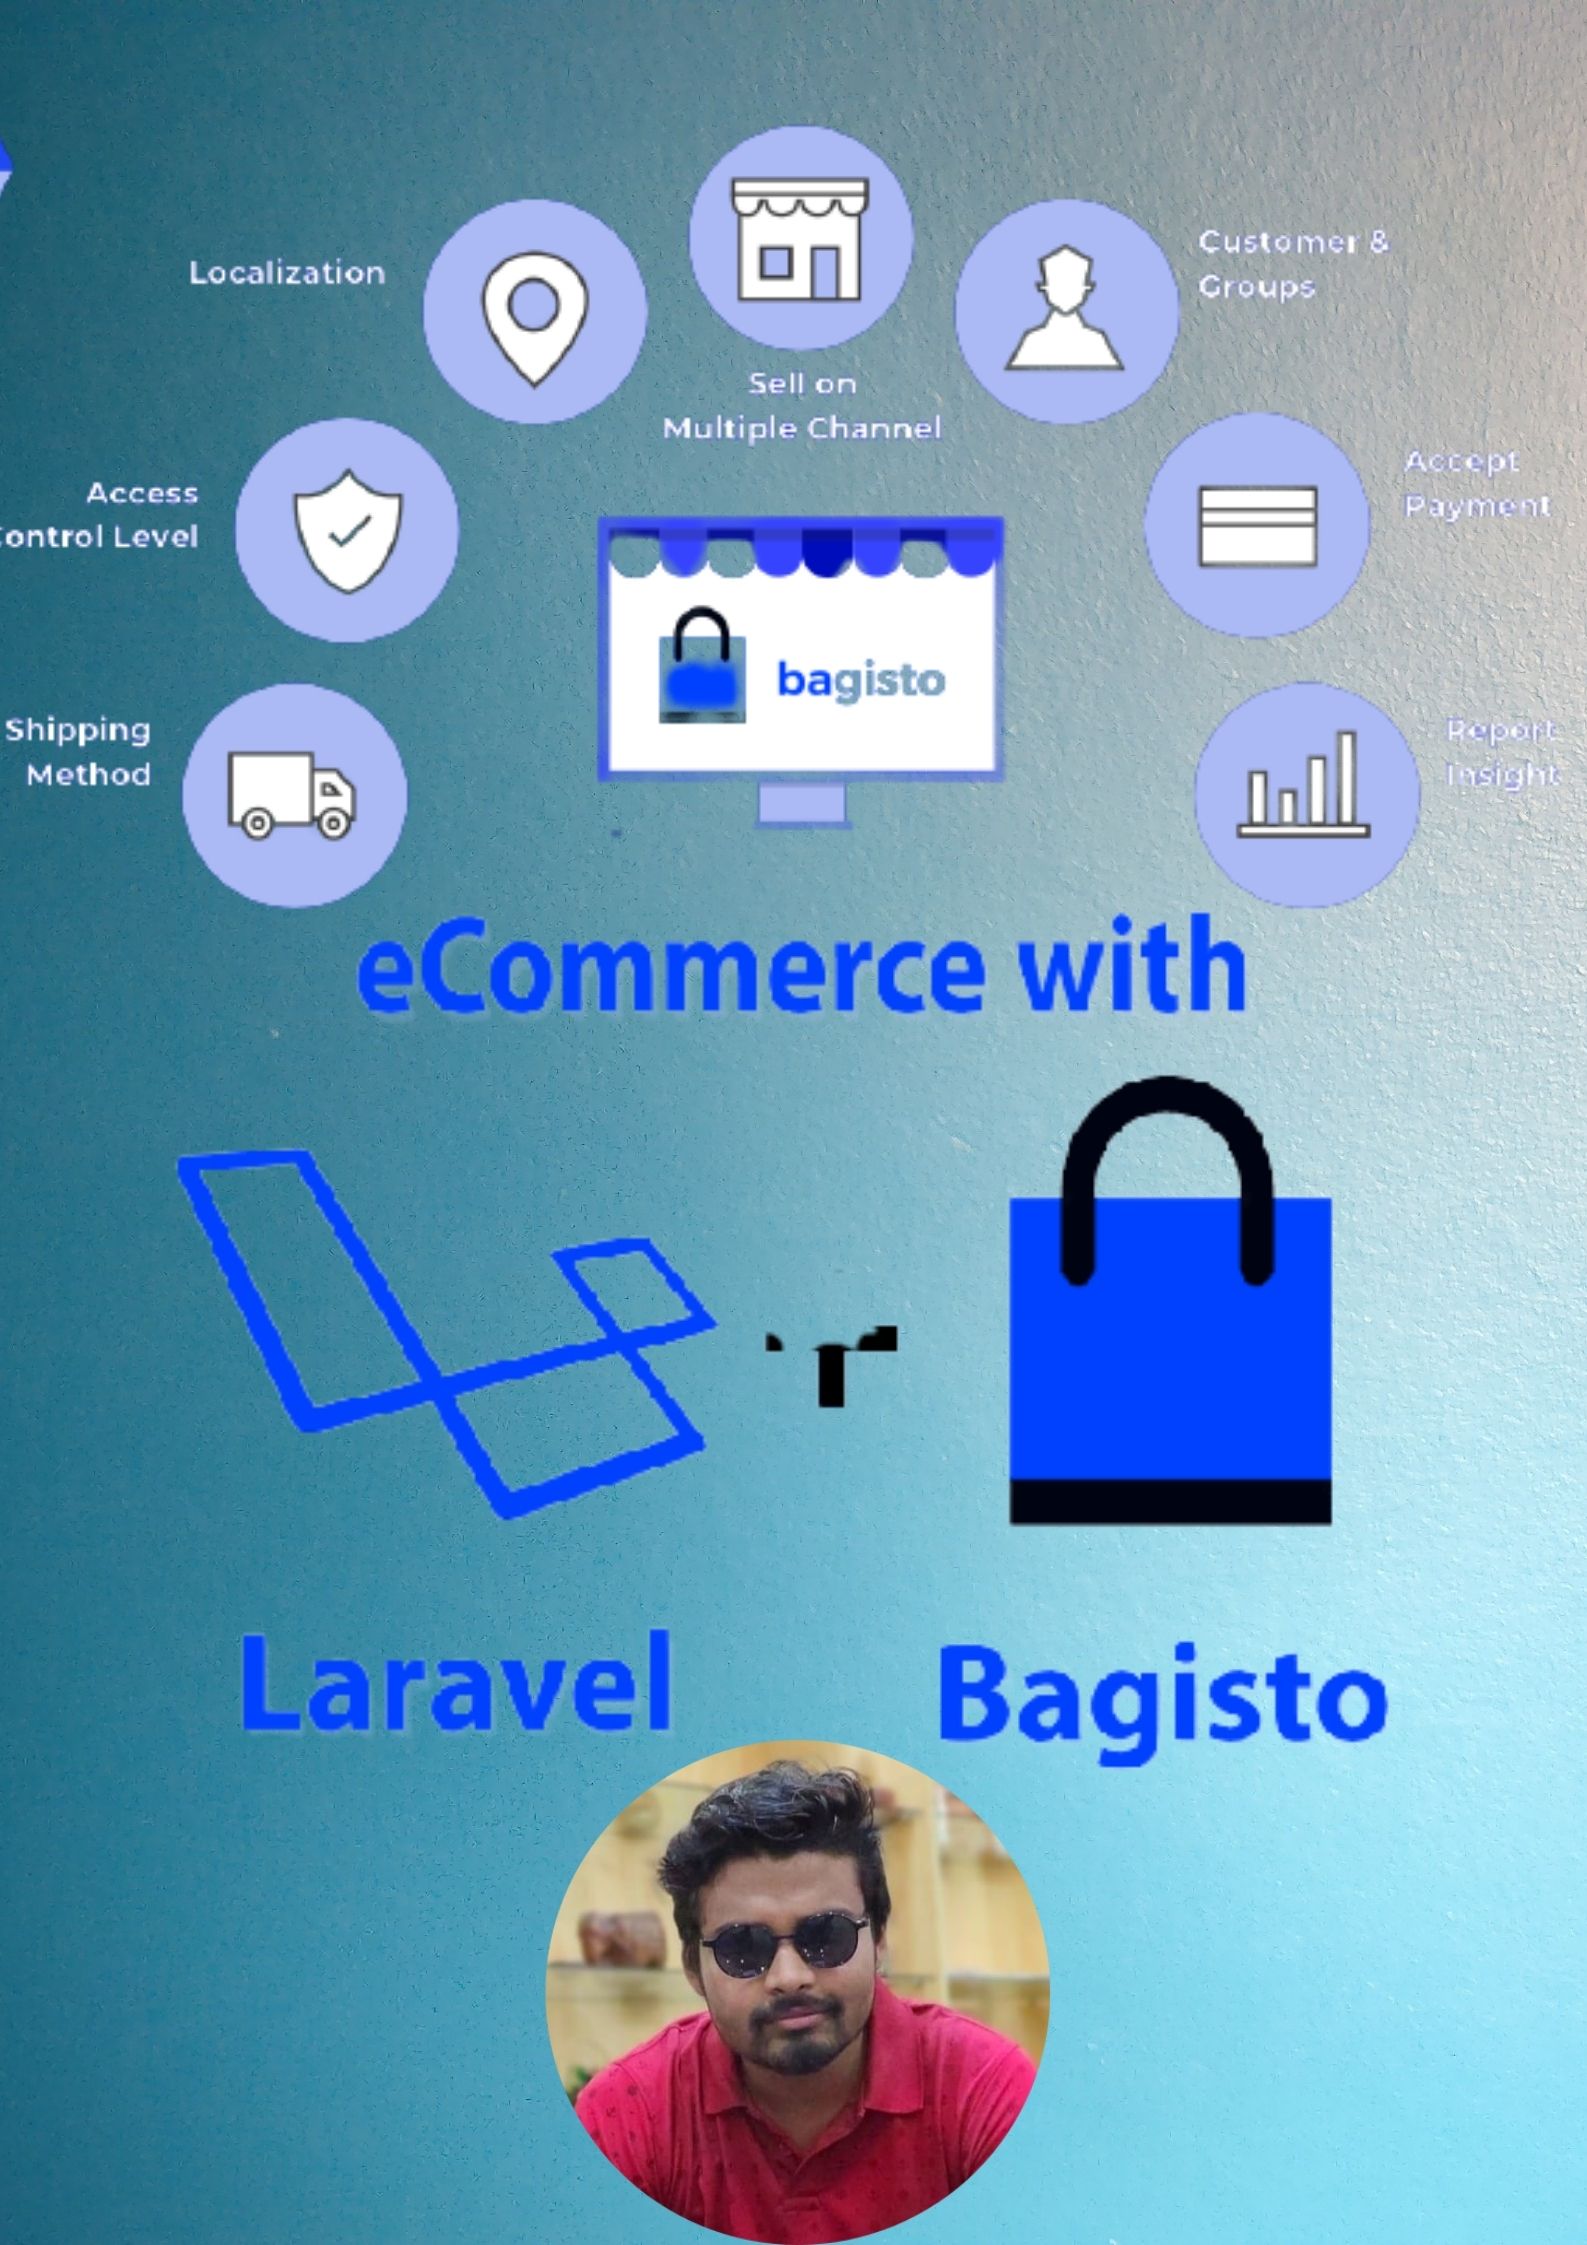 Localization
Sell on
Multiple Channel
Customer &
Groups
Access
Control Level
Accept
Payment
bagisto
Shipping
Method
Report
Insight
eCommerce with
Laravel
Bagisto